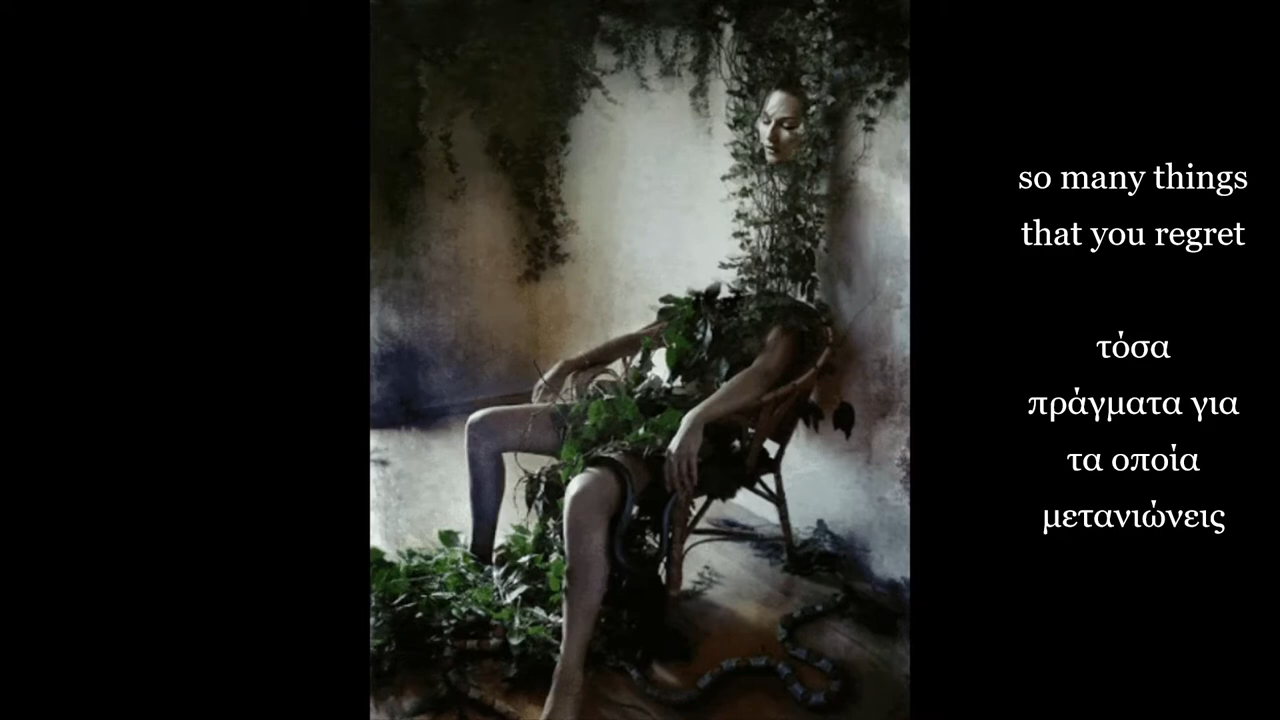 so many things
that you regret
τόσα
πράγματα για
τα οποία
μετανιώνεις